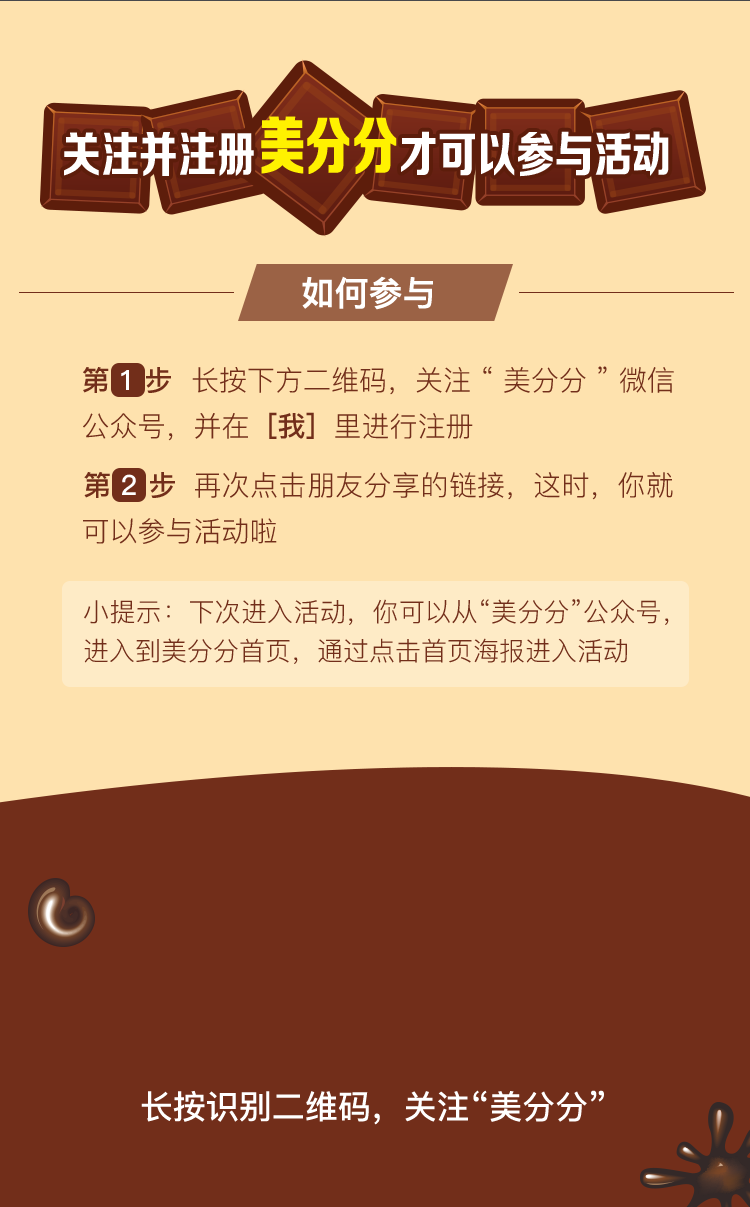 关注并注册美分分才可以参与活动
如何参与
第1步 长按下方二维码，关注“美分分”微信
公众号，并在［我］里进行注册
第2步 再次点击朋友分享的链接，这时，你就
可以参与活动啦
小提示：下次进入活动，你可以从“美分分”公众号，
进入到美分分首页，通过点击首页海报进入活动
长按识别二维码，关注“美分分”